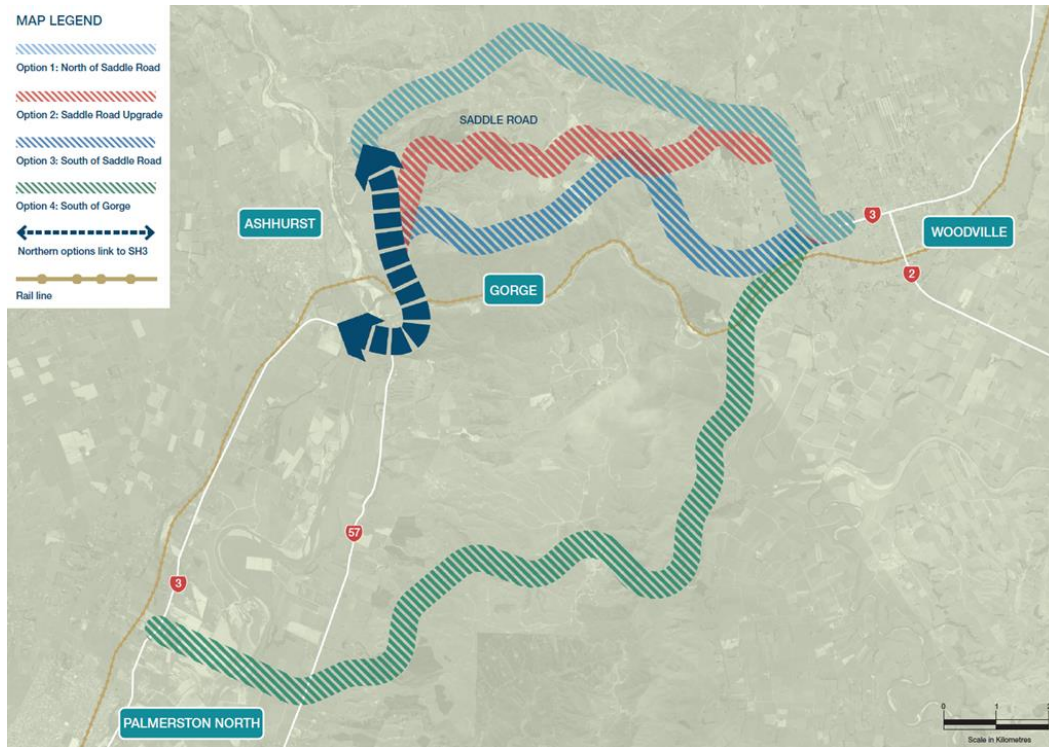 MAP LEGEND
Option 1: North of Saddle Road
Option 2: Saddle Road Upgrade
Option 3: South of Saddle Road
Option 4: South of Gorge
Northern options link to SH3
Rail line
SADDLE ROAD
ASHHURST
3
WOODVILLE
2
GORGE
57
3
PALMERSTON NORTH
0 1 2
Scale in Kilometres